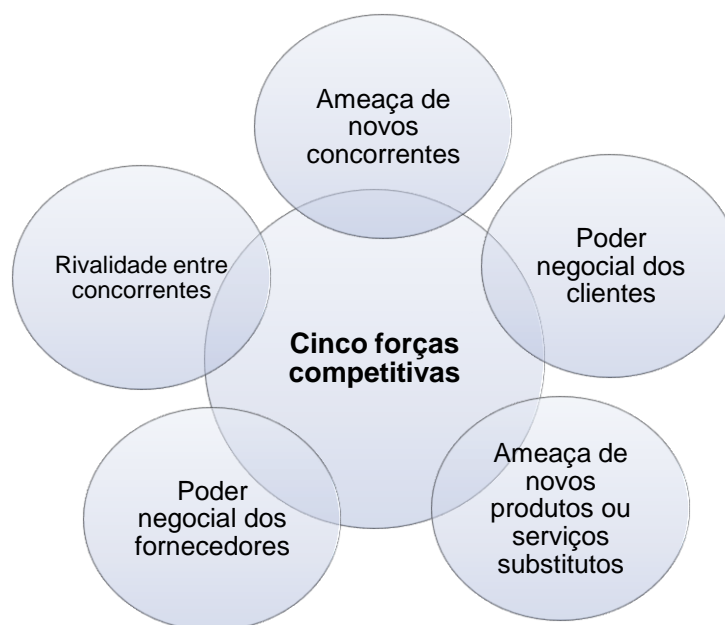 Ameaça de
novos
concorrentes
Poder
negocial dos
clientes
Rivalidade entre
concorrentes
Cinco forças
competitivas
Ameaça de
novos
produtos ou
serviços
substitutos
Poder
negocial dos
fornecedores